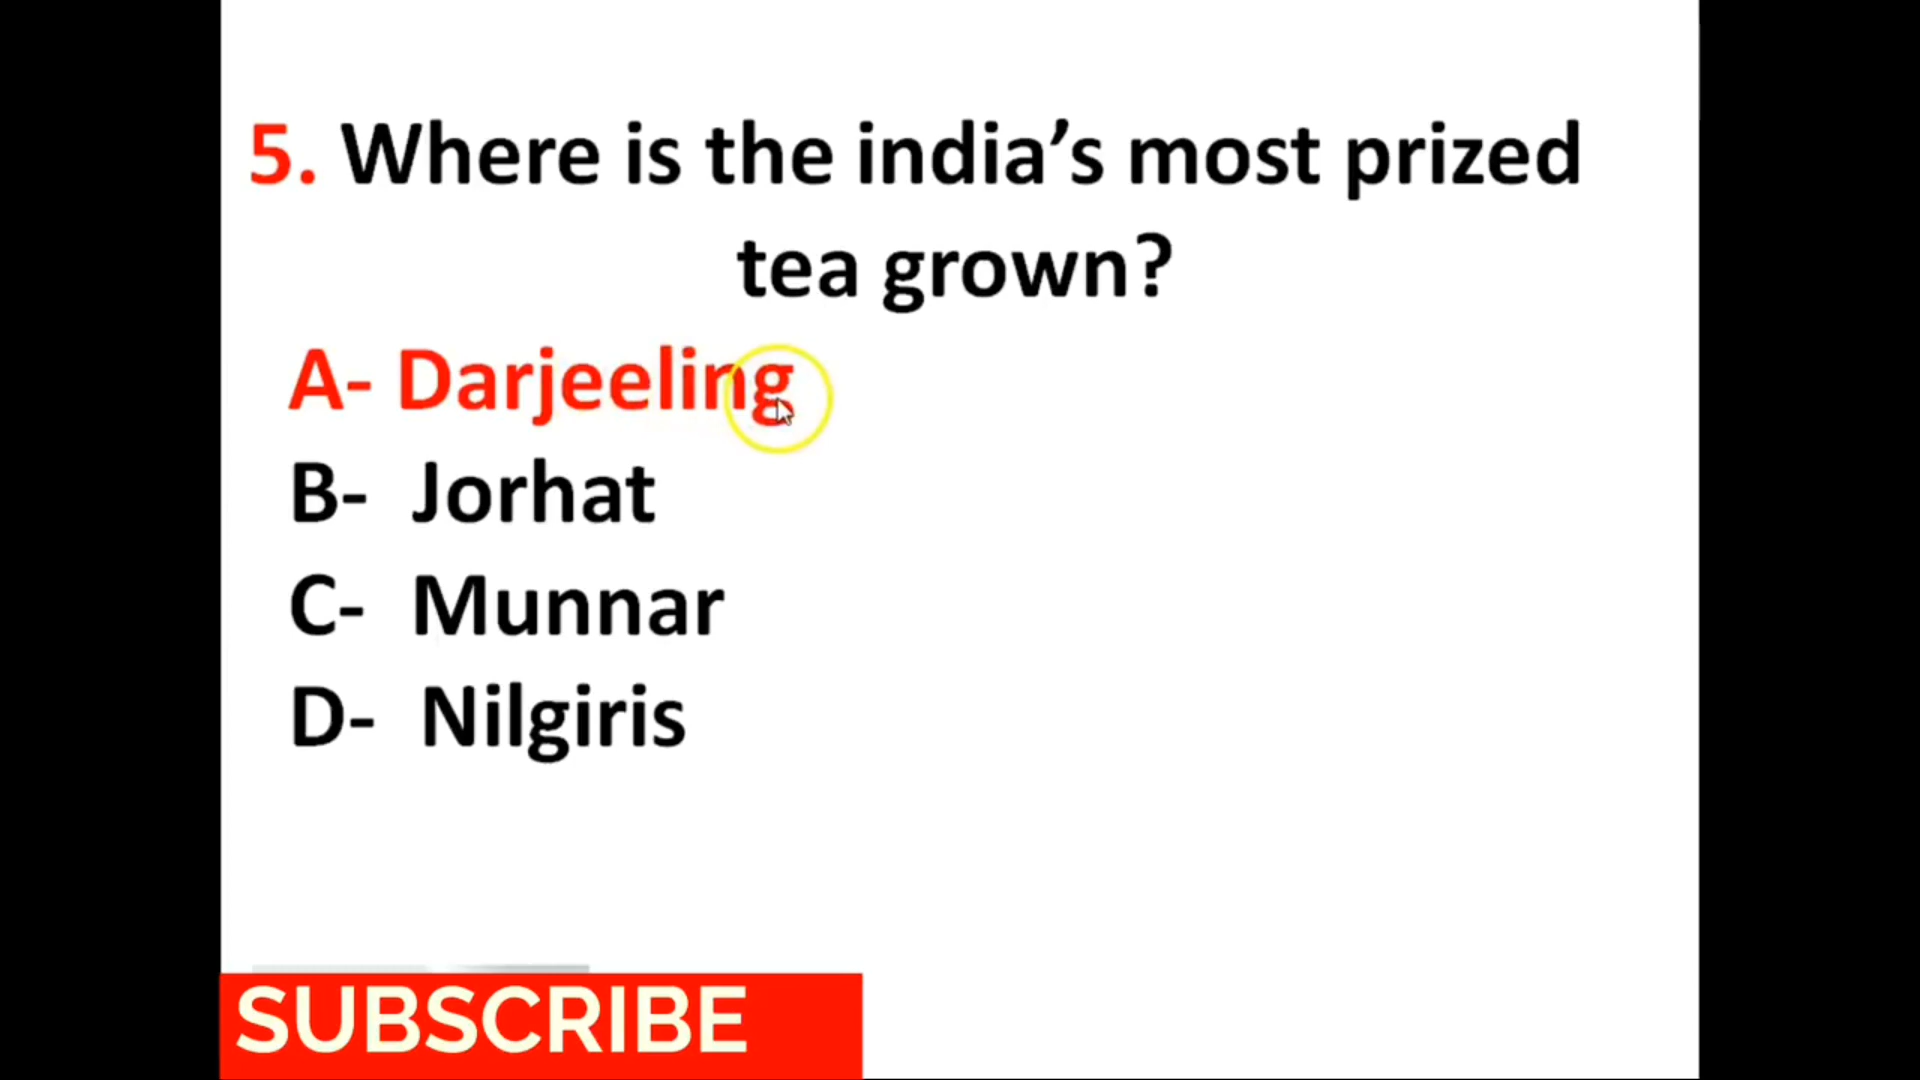 5. Where is the india’s most prized
tea grown?
A- Darjeeling
B- Jorhat
C- Munnar
D- Nilgiris
SUBSCRIBE